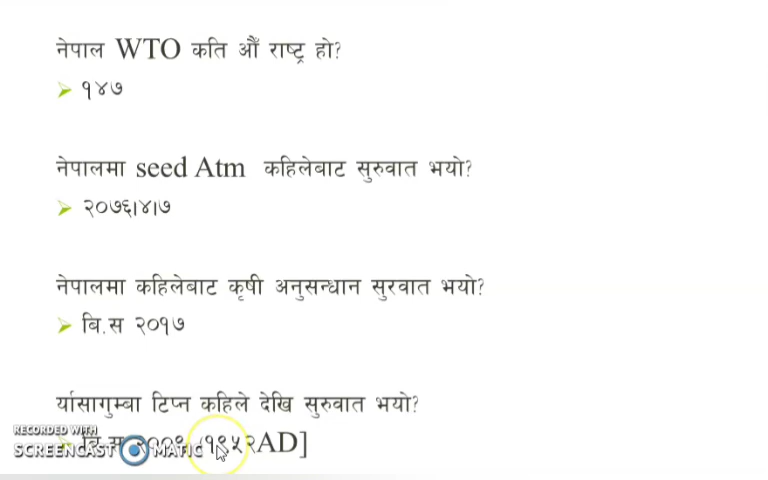 नेपाल WTO कति औं राष्ट्र हो?
➢ १४७
नेपालमा seed Atm कहिलेबाट सुरुवात भयो?
➢ २०७६।४।७
नेपालमा कहिलेबाट कृषी अनुसन्धान सुरवात भयो?
➢ बि.स २०१७
र्यासागुम्बा टिप्न कहिले देखि सुरुवात भयो?
RECORDED WITH
➢ बि.स १९५२AD]
SCREENCAST MATIC